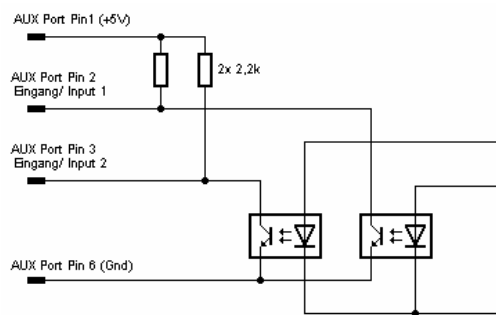 AUX Port Pin1 (+5V)
2x 2,2k
AUX Port Pin 2
Eingang/ Input 1
AUX Port Pin 3
Eingang/ Input 2
AUX Port Pin 6 (Gnd)